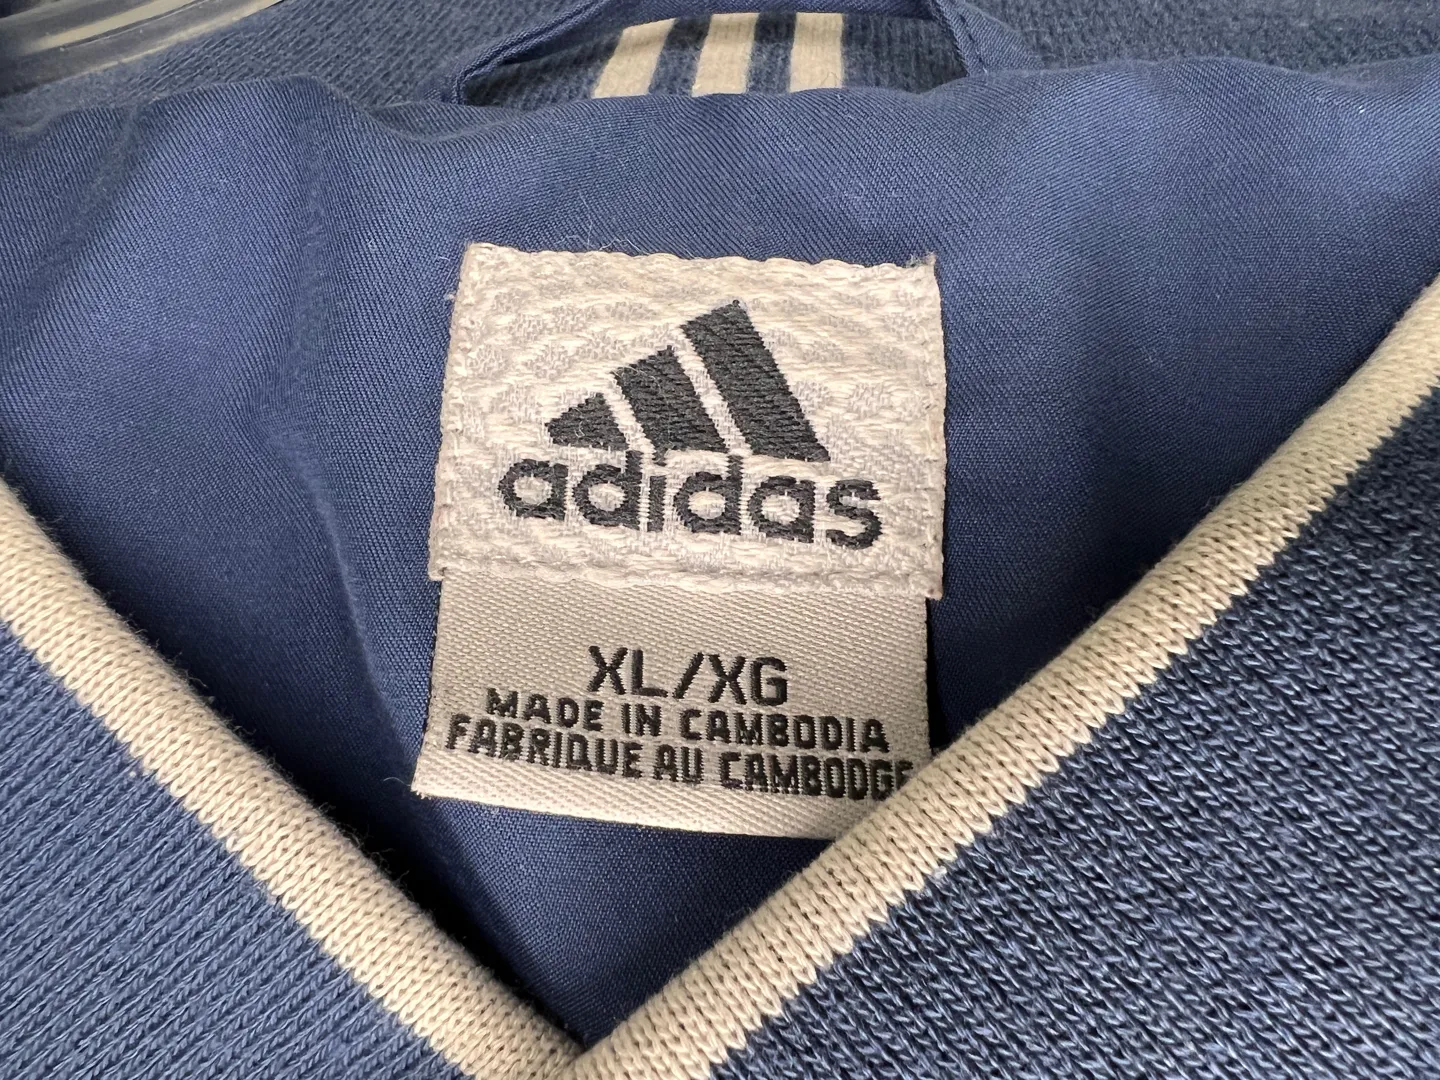 adidas
XL/XG
MADE IN CAMBODIA
FABRIQUE AU CAMBODGE